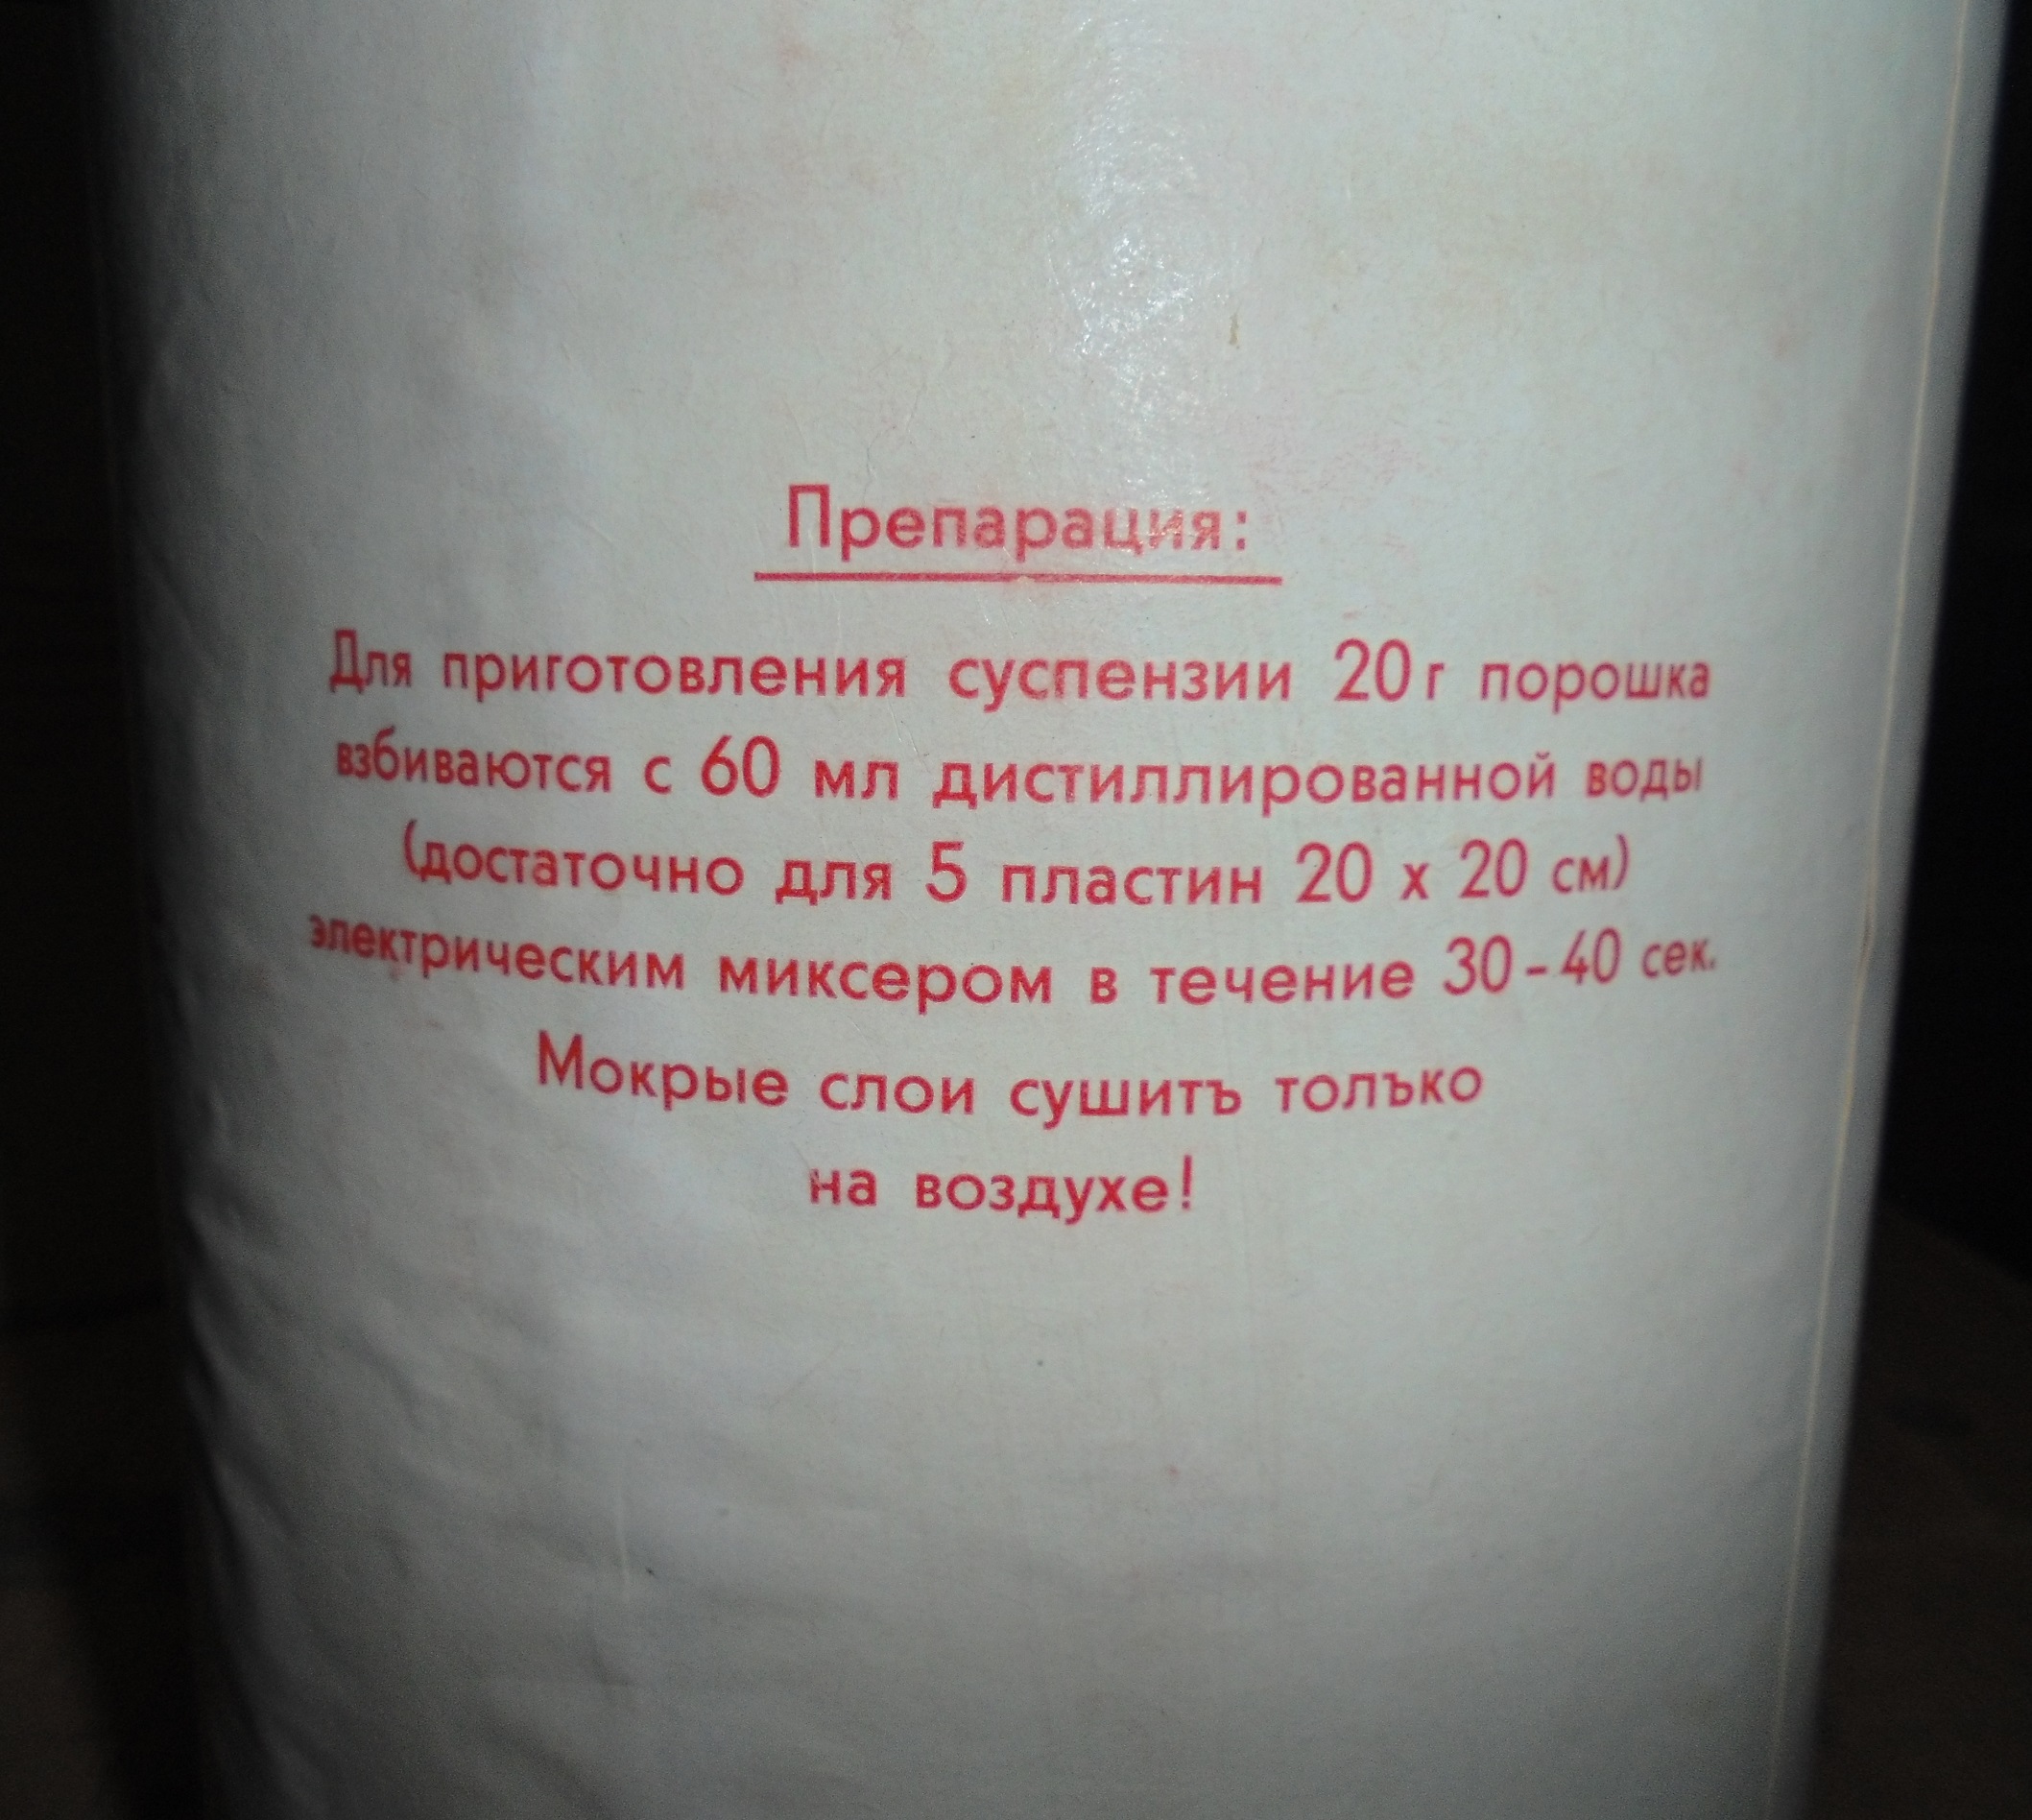 Препарация:
Для приготовления суспензии 20 г порошка
взбиваются с 60 мл дистиллированной воды
(достаточно для 5 пластин 20 x 20 см)
электрическим миксером в течение 30-40 сек.
Мокрые слои сушитъ толъко
на воздухе!